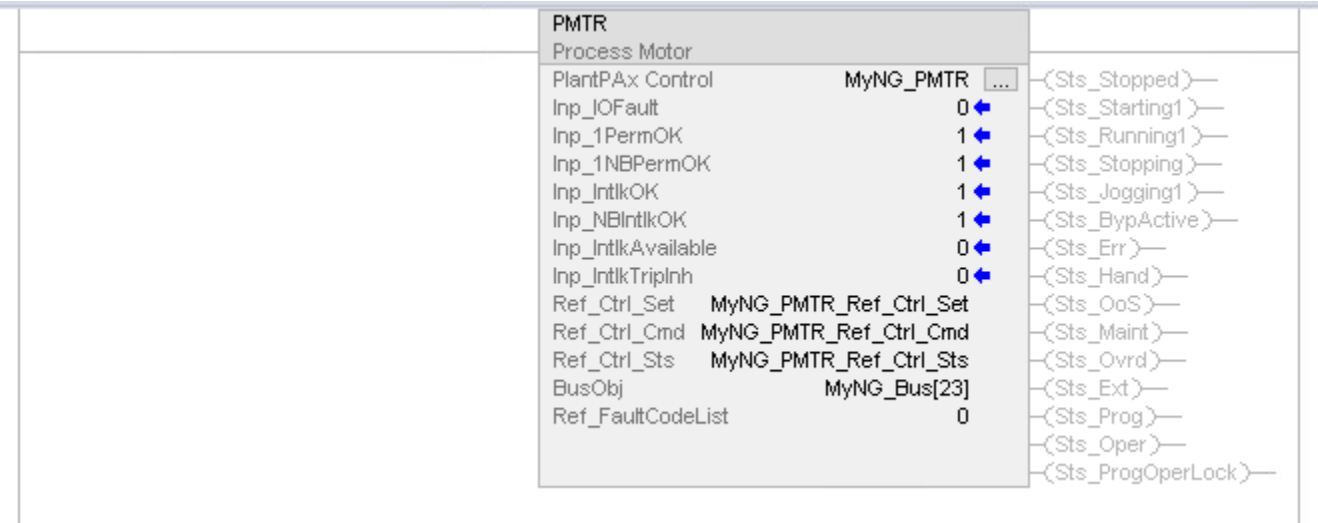 PMTR
Process Motor
PlantPAx Control MyNG_PMTR ... (Sts_Stopped)
Inp_IOFault 0 (Sts_Starting1)
Inp_1PermOK 1 (Sts_Running1)
Inp_1NBPermOK 1 (Sts_Stopping)
Inp_IntlkOK 1 (Sts_Jogging1)
Inp_NBIntlkOK 1 (Sts_BypActive)
Inp_IntlkAvailable 0 (Sts_Err)
Inp_IntlkTripInh 0 (Sts_Hand)
Ref_Ctrl_Set MyNG_PMTR_Ref_Ctrl_Set (Sts_OoS)
Ref_Ctrl_Cmd MyNG_PMTR_Ref_Ctrl_Cmd (Sts_Maint)
Ref_Ctrl_Sts MyNG_PMTR_Ref_Ctrl_Sts (Sts_Ovrd)
BusObj MyNG_Bus[23] (Sts_Ext)
Ref_FaultCodeList 0 (Sts_Prog)
(Sts_Oper)
(Sts_ProgOperLock)